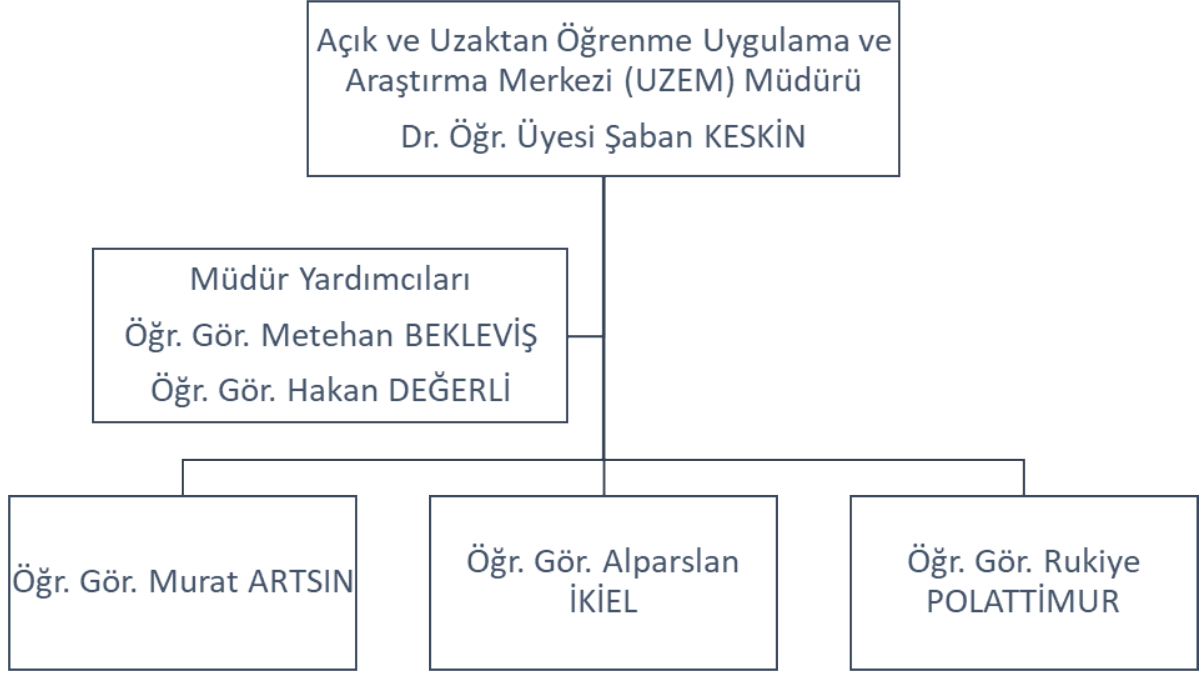 Açık ve Uzaktan Öğrenme Uygulama ve
Araştırma Merkezi (UZEM) Müdürü
Dr. Öğr. Üyesi Şaban KESKİN
Müdür Yardımcıları
Öğr. Gör. Metehan BEKLEVİŞ
Öğr. Gör. Hakan DEĞERLİ
Öğr. Gör. Murat ARTSIN
Öğr. Gör. Alparslan
İKİEL
Öğr. Gör. Rukiye
POLATTİMUR